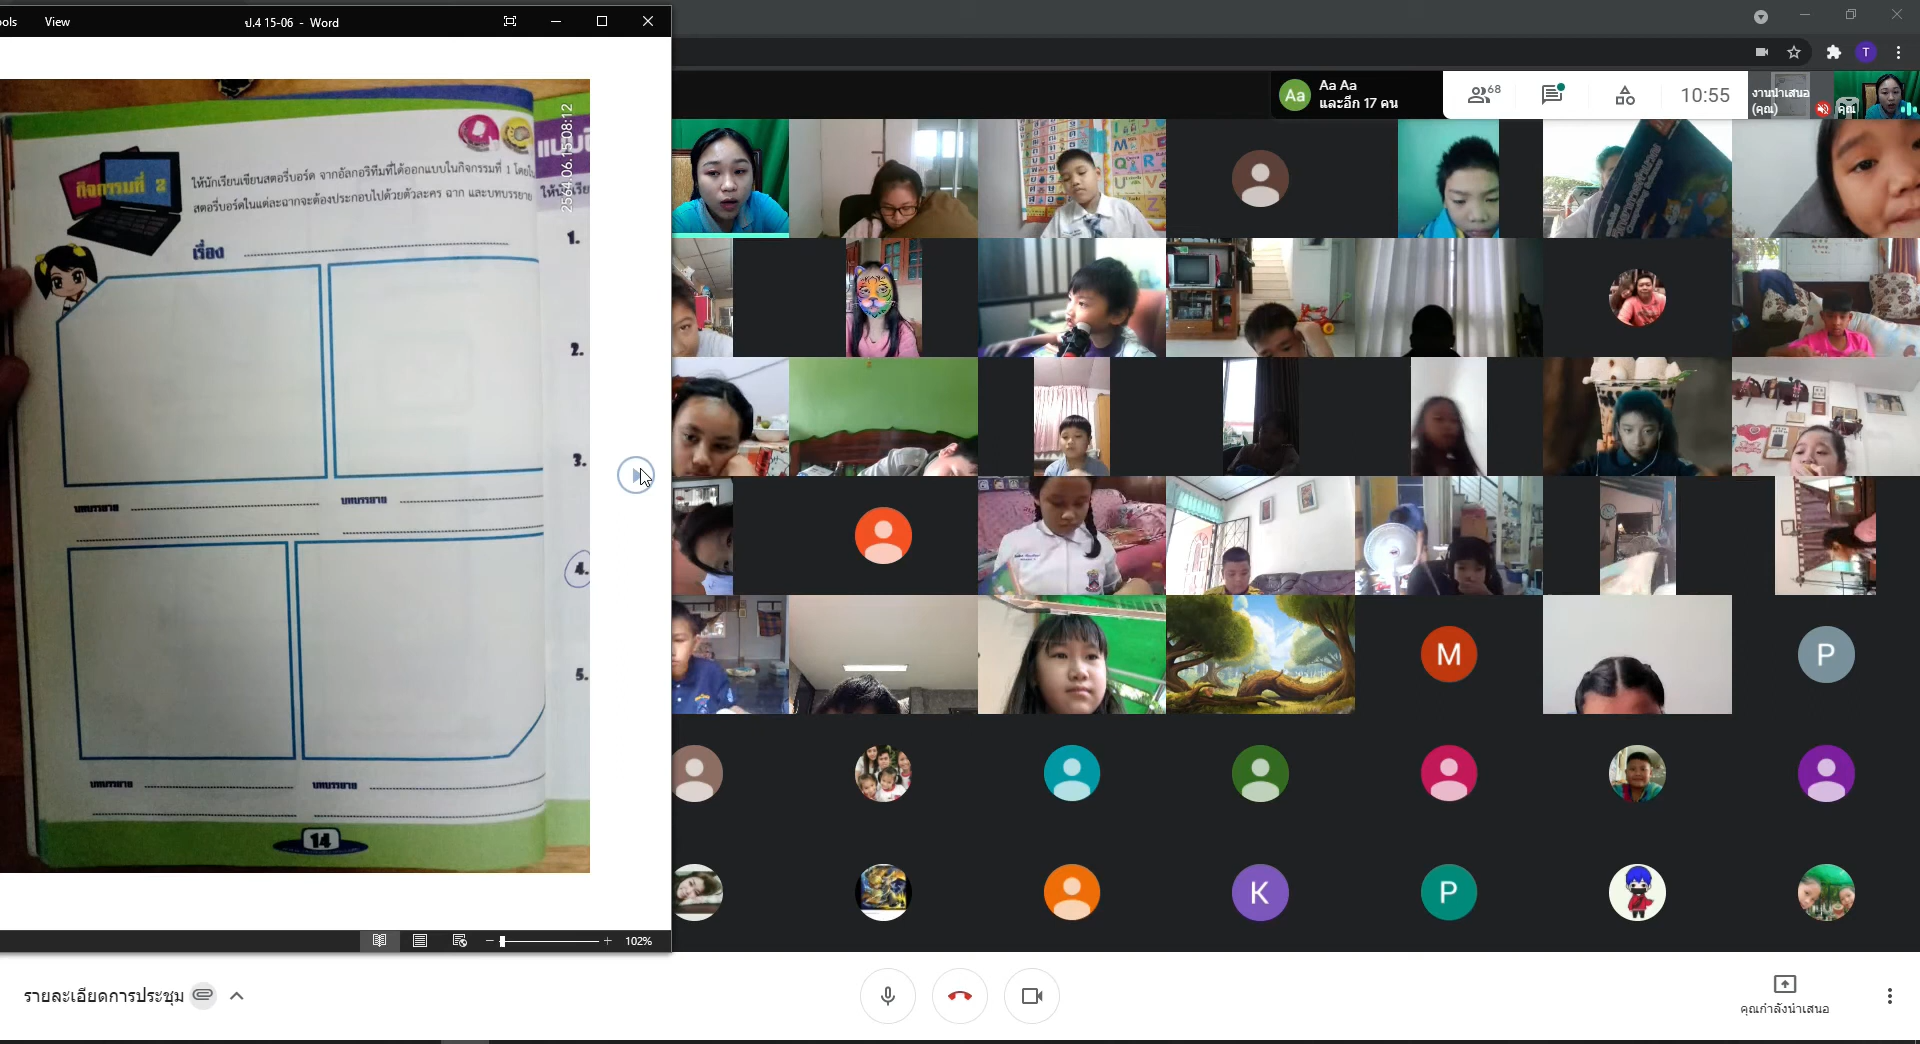 ols View ป.4 15-06 - Word
T
Aa Aa Aa
และอีก 17 คน
68
10:55
งานนำเสนอ
(คุณ)
คุณ
2564.06.15 08:12
กิจกรรมที่ 2
ให้นักเรียนเขียนสตอรี่บอร์ด จากอัลกอริทึมที่ได้ออกแบบในกิจกรรมที่ 1 โดยใน
สตอรี่บอร์ดในแต่ละฉากจะต้องประกอบไปด้วยตัวละคร ฉาก และบทบรรยาย
เรื่อง
1.
2.
3.
4.
5.
บทบรรยาย บทบรรยาย
บทบรรยาย บทบรรยาย
14
M
P
K
P
102%
รายละเอียดการประชุม
คุณกำลังนำเสนอ